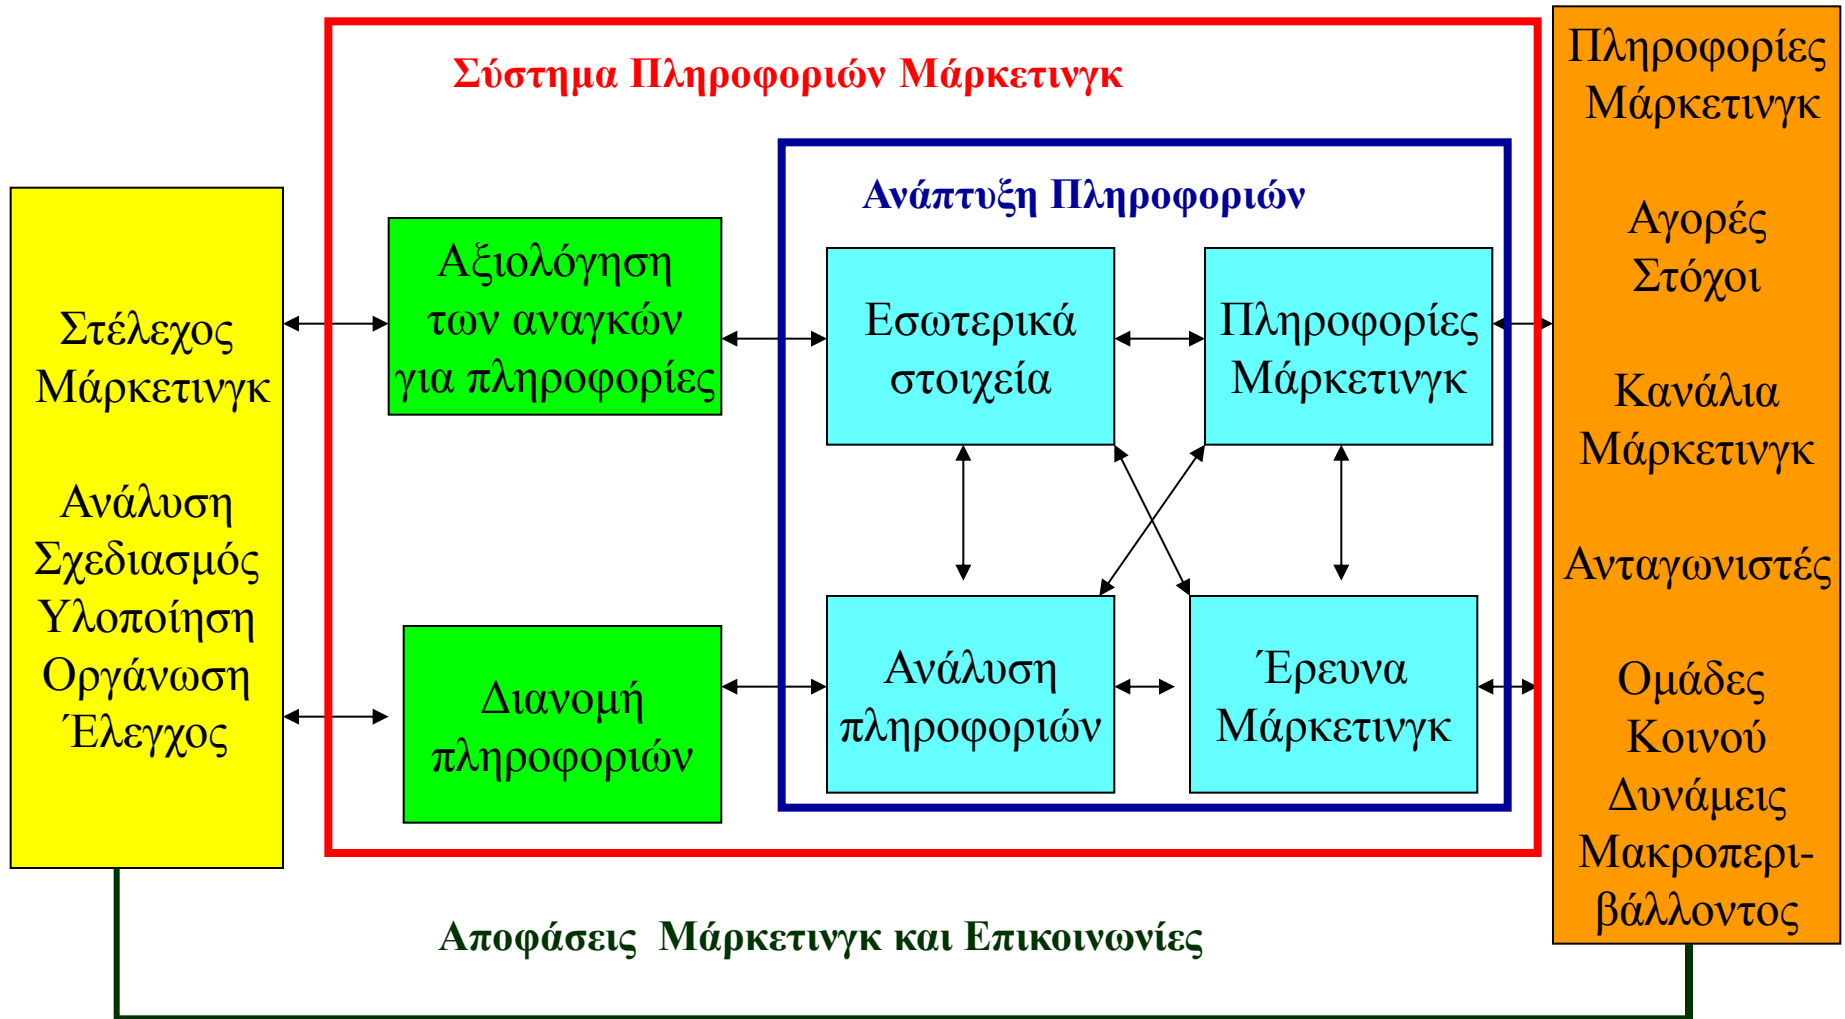 Σύστημα Πληροφοριών Μάρκετινγκ
Ανάπτυξη Πληροφοριών
Στέλεχος
Μάρκετινγκ
Ανάλυση
Σχεδιασμός
Υλοποίηση
Οργάνωση
Έλεγχος
Αξιολόγηση
των αναγκών
για πληροφορίες
Διανομή
πληροφοριών
Εσωτερικά
στοιχεία
Πληροφορίες
Μάρκετινγκ
Ανάλυση
πληροφοριών
Έρευνα
Μάρκετινγκ
Πληροφορίες
Μάρκετινγκ
Αγορές
Στόχοι
Κανάλια
Μάρκετινγκ
Ανταγωνιστές
Ομάδες
Κοινού
Δυνάμεις
Μακροπερι-
βάλλοντος
Αποφάσεις  Μάρκετινγκ και Επικοινωνίες